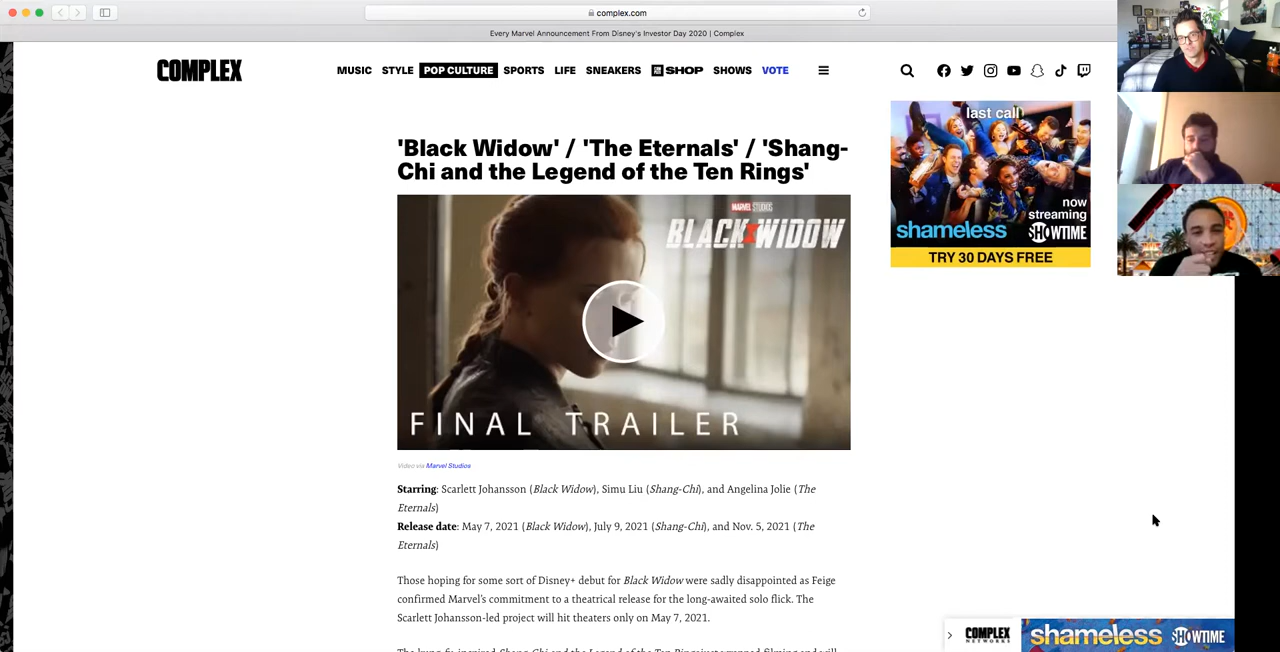 complex.com
Every Marvel Announcement From Disney's Investor Day 2020 | Complex
COMPLEX
MUSIC STYLE POP CULTURE SPORTS LIFE SNEAKERS SHOP SHOWS VOTE
'Black Widow' / 'The Eternals' / 'Shang-
Chi and the Legend of the Ten Rings'
MARVEL STUDIOS
BLACK WIDOW
FINAL TRAILER
Video via Marvel Studios
Starring: Scarlett Johansson (Black Widow), Simu Liu (Shang-Chi), and Angelina Jolie (The
Eternals)
Release date: May 7, 2021 (Black Widow), July 9, 2021 (Shang-Chi), and Nov. 5, 2021 (The
Eternals)
Those hoping for some sort of Disney+ debut for Black Widow were sadly disappointed as Feige
confirmed Marvel's commitment to a theatrical release for the long-awaited solo flick. The
Scarlett Johansson-led project will hit theaters only on May 7, 2021.
last call
now
streaming
shameless SHOWTIME
TRY 30 DAYS FREE
COMPLEX
NETWORKS
shameless SHOWTIME